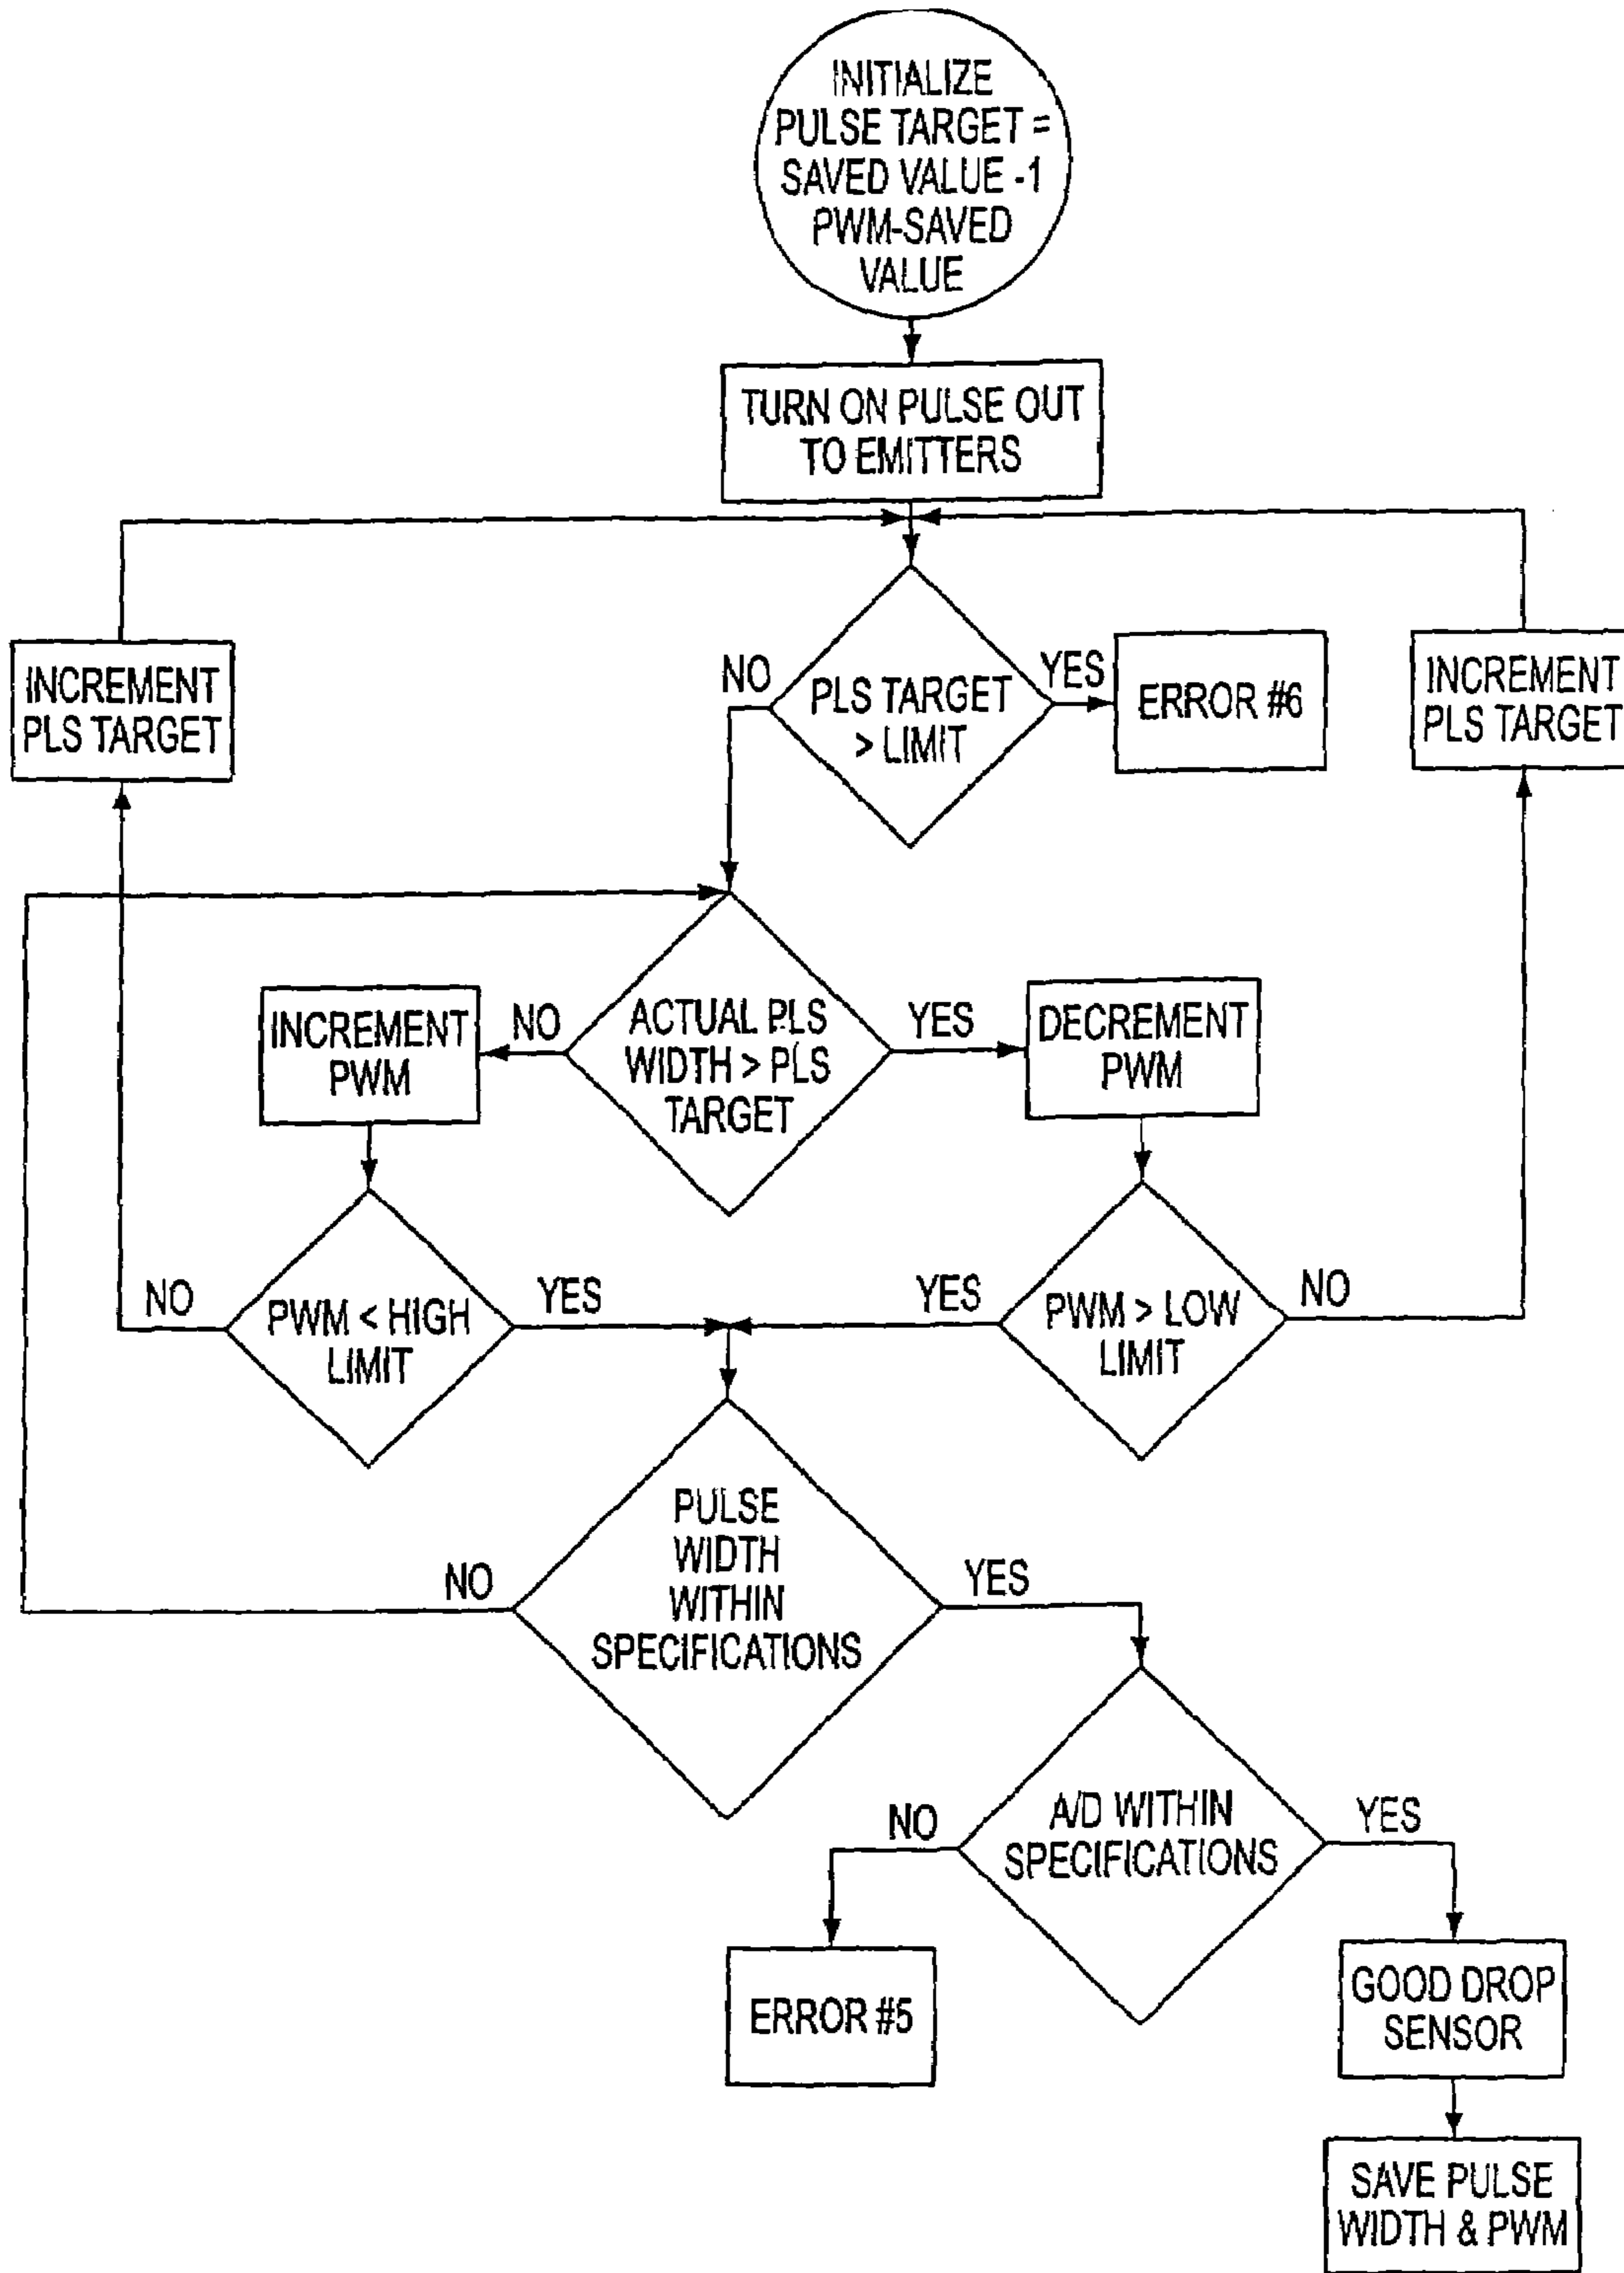 INITIALIZE
PULSE TARGET =
SAVED VALUE -1
PWM-SAVED
VALUE
TURN ON PULSE OUT
TO EMITTERS
INCREMENT
PLS TARGET
NO
PLS TARGET
> LIMIT
YES
ERROR #6
INCREMENT
PLS TARGET
INCREMENT
PWM
NO
ACTUAL PLS
WIDTH > PLS
TARGET
YES
DECREMENT
PWM
NO
PWM < HIGH
LIMIT
YES
YES
PWM > LOW
LIMIT
NO
NO
PULSE
WIDTH
WITHIN
SPECIFICATIONS
YES
NO
A/D WITHIN
SPECIFICATIONS
YES
ERROR #5
GOOD DROP
SENSOR
SAVE PULSE
WIDTH & PWM